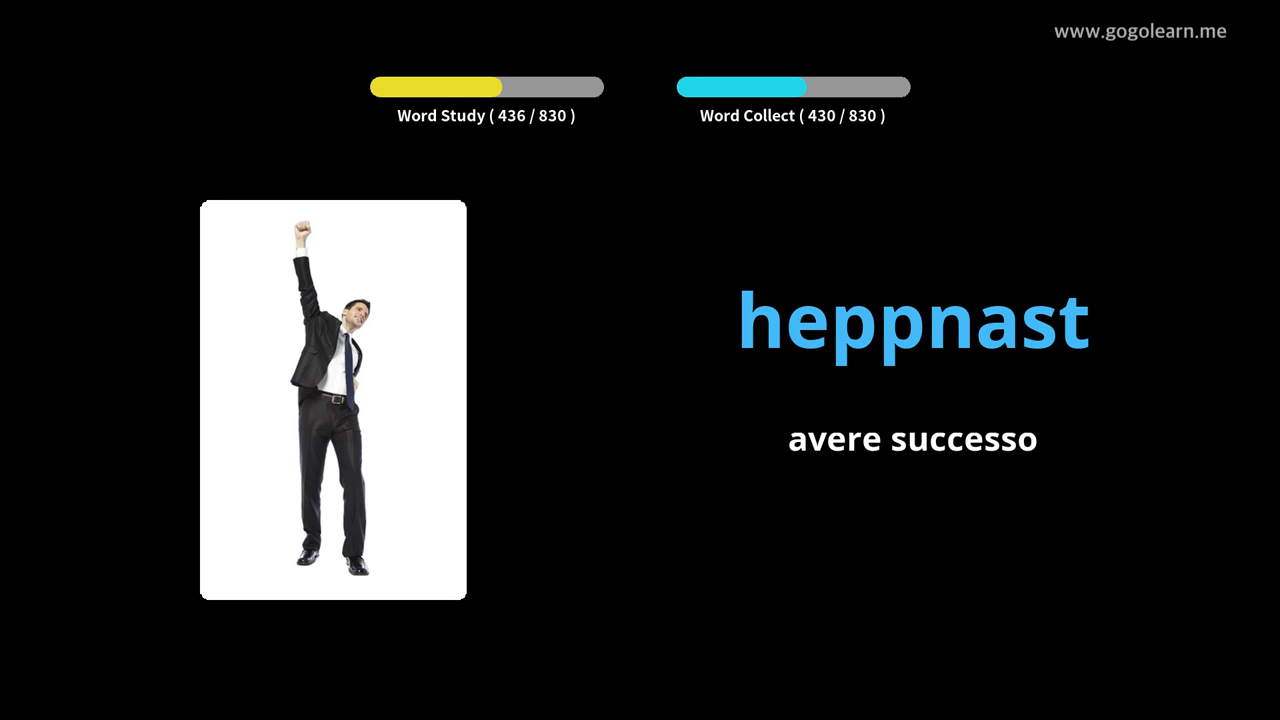 www.gogolearn.me
Word Study ( 436 / 830 )
Word Collect ( 430 / 830 )
heppnast
avere successo